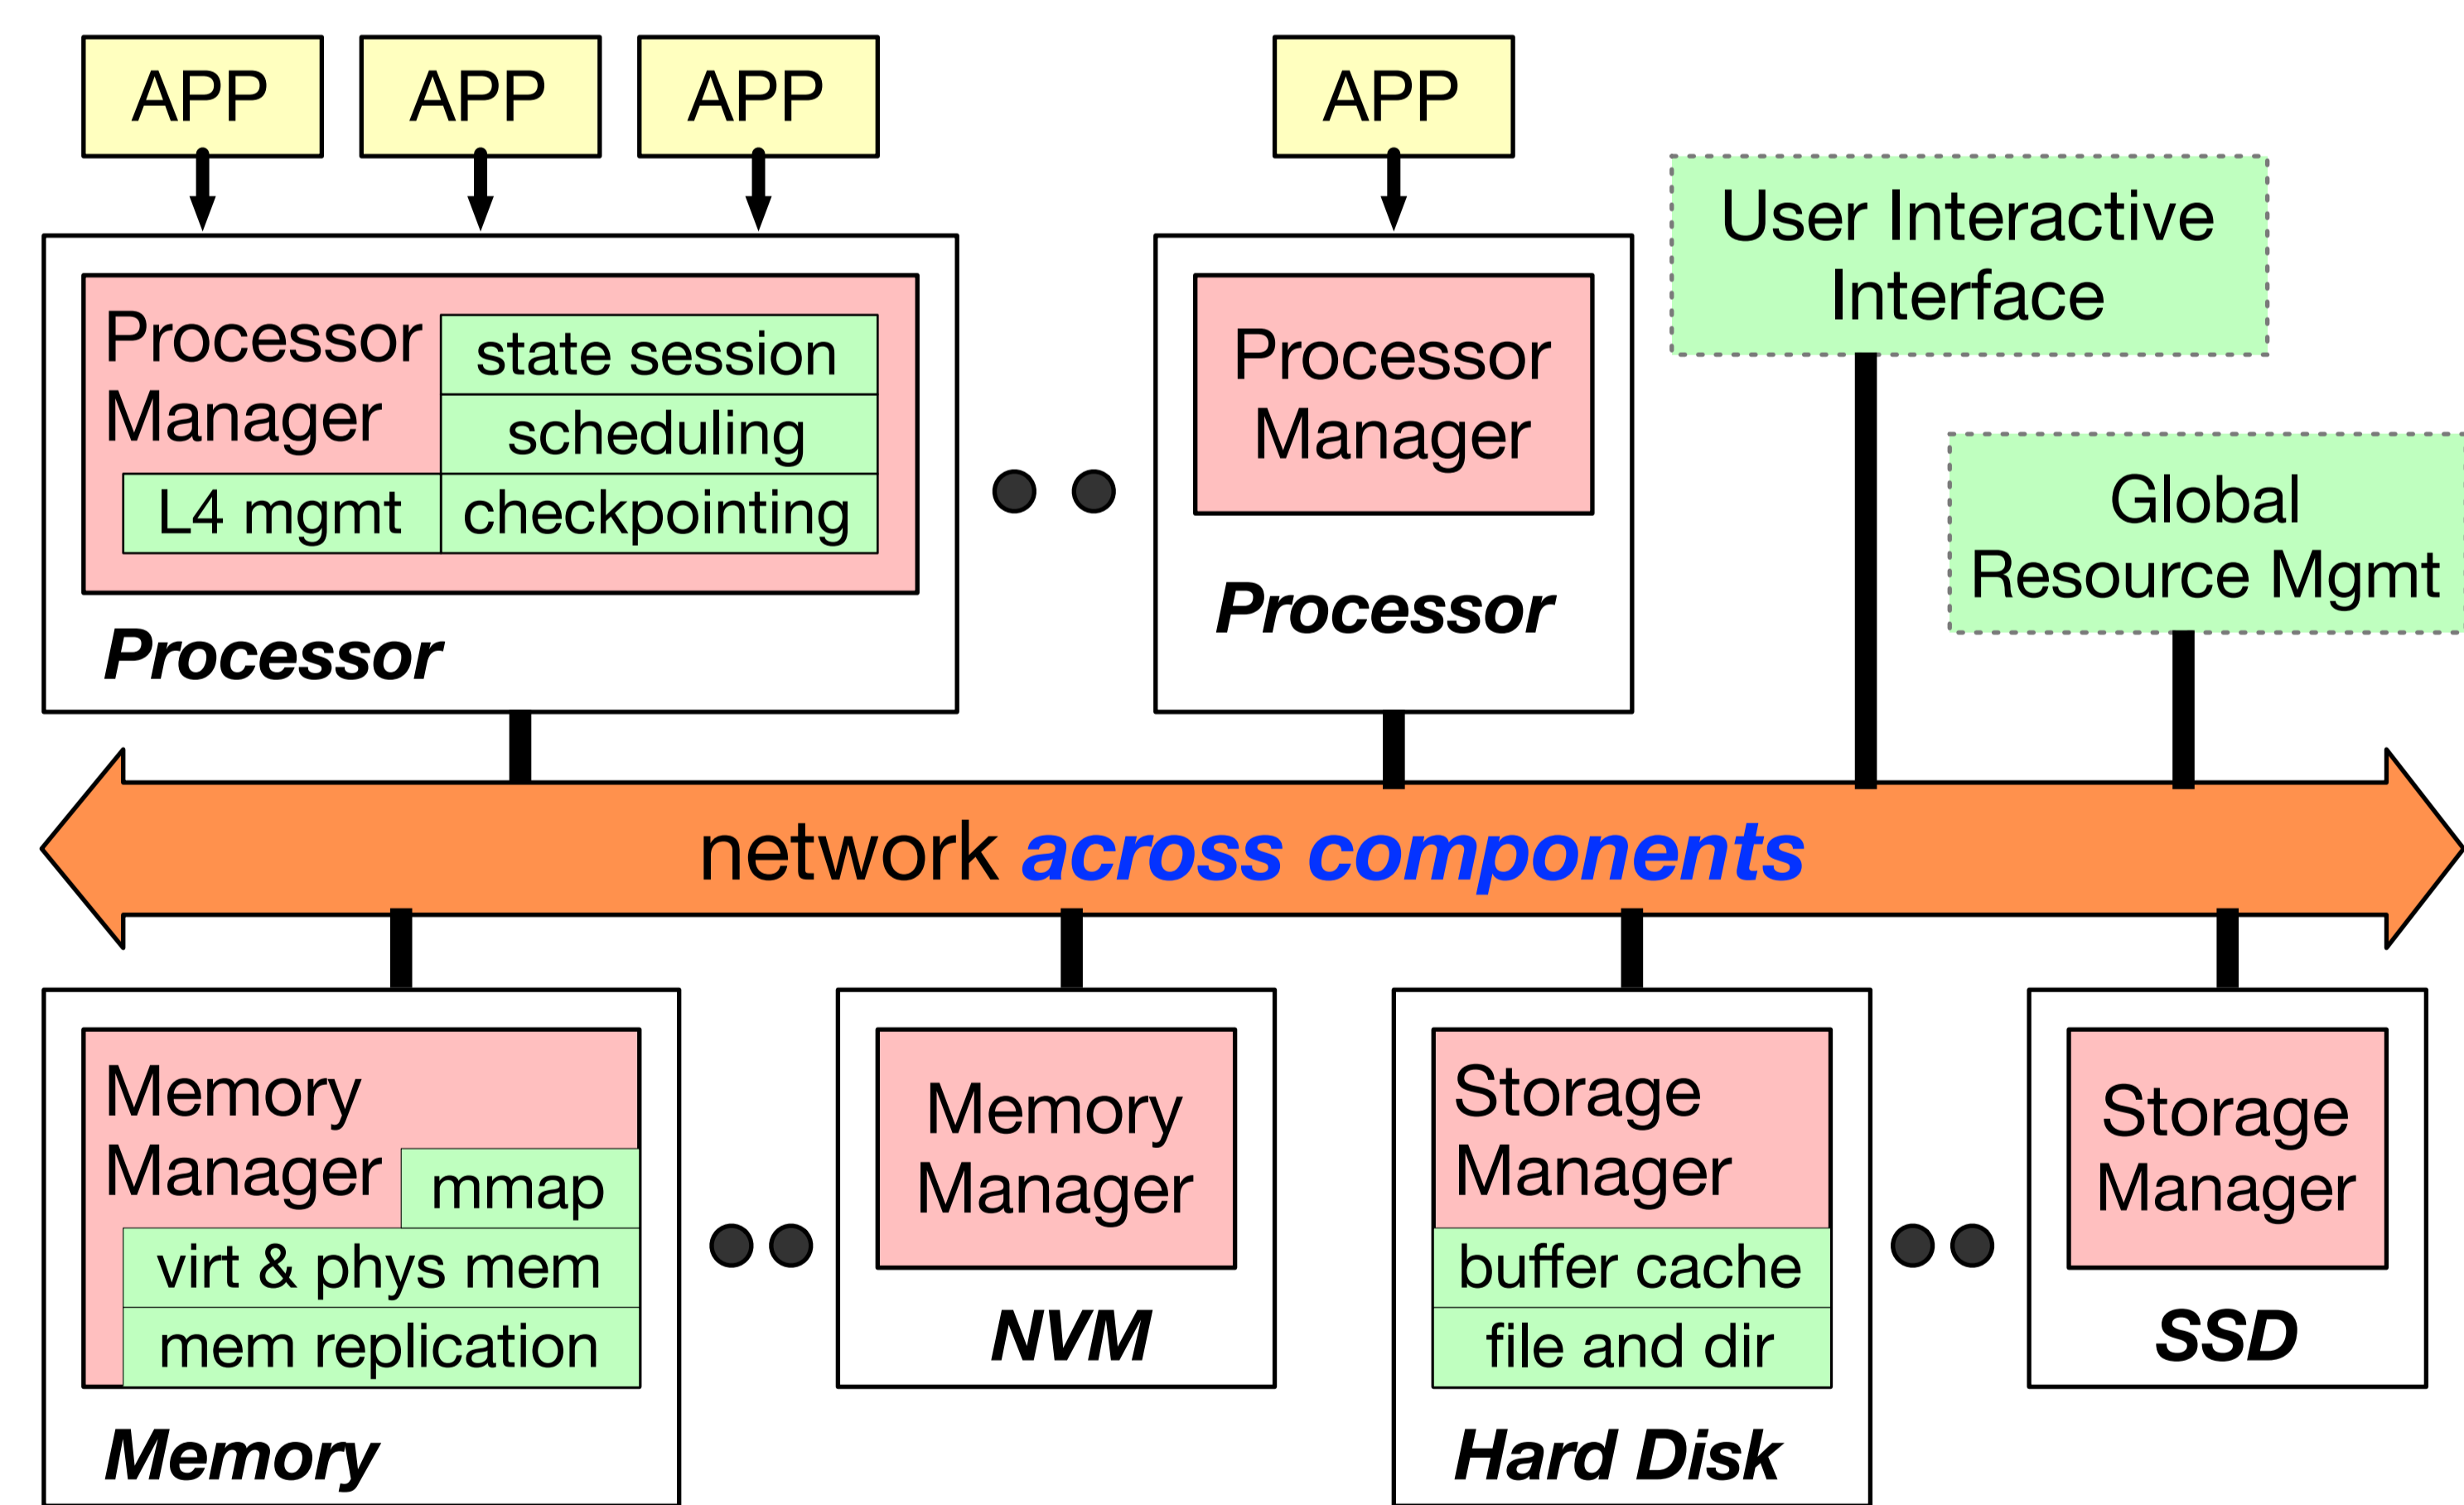 APP
APP
APP
APP
User Interactive
Interface
Processor
Manager
state session
scheduling
L4 mgmt
checkpointing
Processor
Processor
Manager
Processor
Global
Resource Mgmt
network across components
Memory
Manager
mmap
virt & phys mem
mem replication
Memory
Memory
Manager
NVM
Storage
Manager
buffer cache
file and dir
Hard Disk
Storage
Manager
SSD